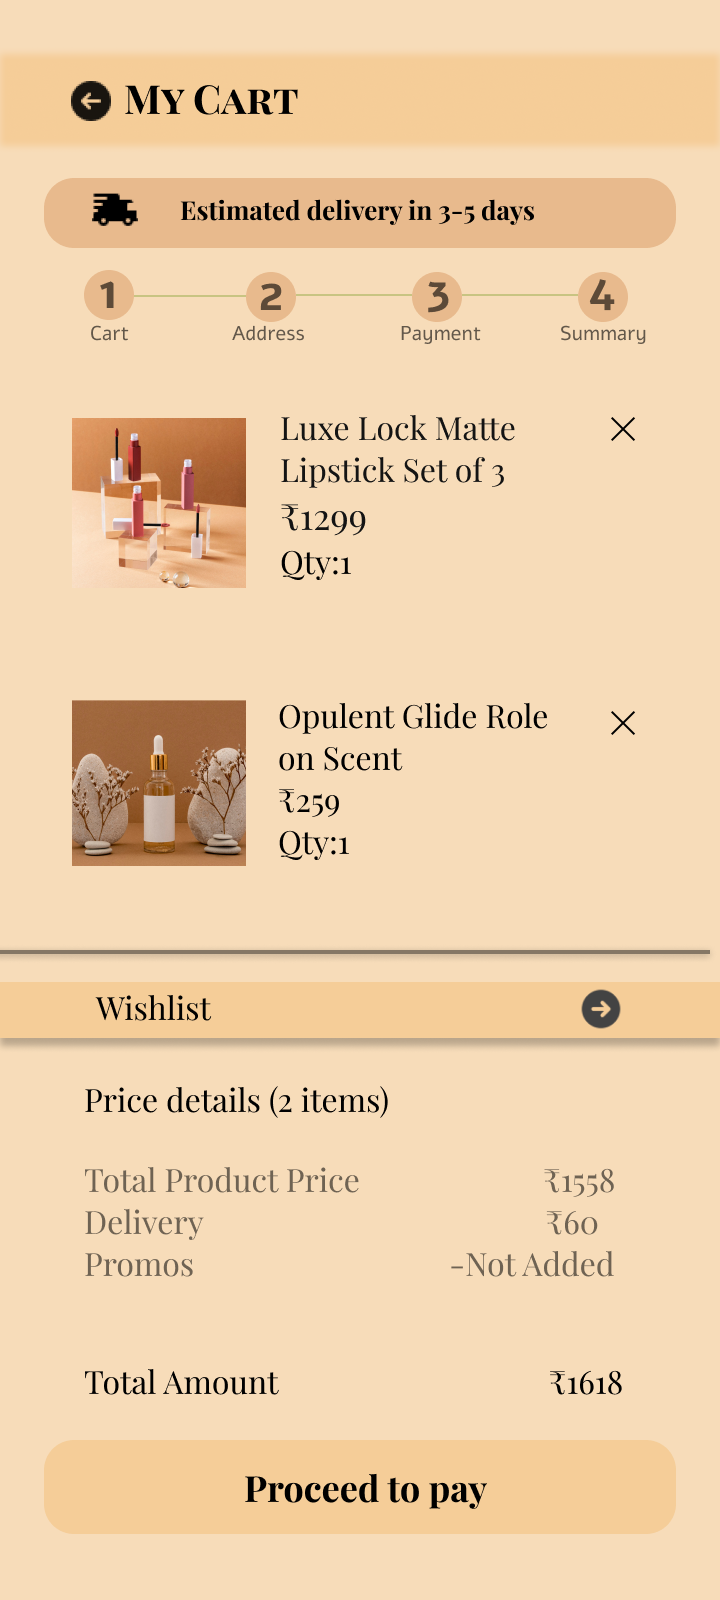 My Cart
Estimated delivery in 3-5 days
1 2 3 4
Cart Address Payment Summary
Luxe Lock Matte
Lipstick Set of 3
₹1299
Qty:1
Opulent Glide Role
on Scent
₹259
Qty:1
Wishlist
Price details (2 items)
Total Product Price ₹1558
Delivery ₹60
Promos -Not Added
Total Amount ₹1618
Proceed to pay